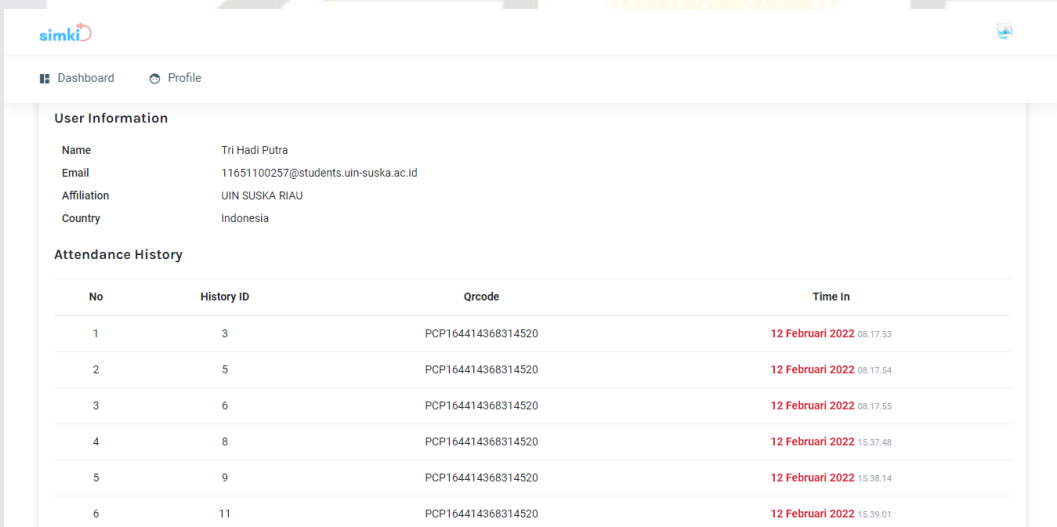 simki
Dashboard Profile
User Information
Name Tri Hadi Putra
Email 11651100257@students.uin-suska.ac.id
Affiliation UIN SUSKA RIAU
Country Indonesia
Attendance History
No History ID Qrcode Time In
1 3 PCP164414368314520 12 Februari 2022 08.17.53
2 5 PCP164414368314520 12 Februari 2022 08.17.54
3 6 PCP164414368314520 12 Februari 2022 08.17.55
4 8 PCP164414368314520 12 Februari 2022 15.37.48
5 9 PCP164414368314520 12 Februari 2022 15.38.14
6 11 PCP164414368314520 12 Februari 2022 15.39.01